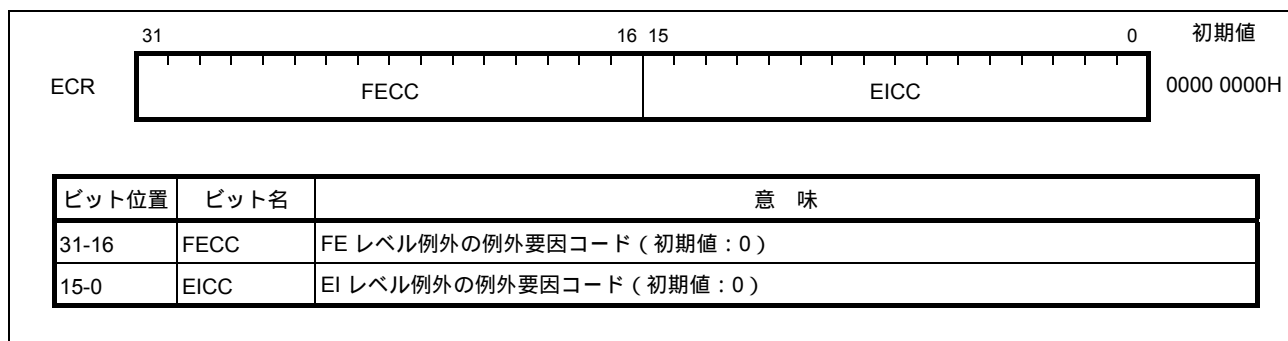 31 16 15 0 初期値
ECR FECC EICC 0000 0000H
ビット位置 ビット名 意 味
31-16 FECC FE レベル例外の例外要因コード（初期値：0）
15-0 EICC EI レベル例外の例外要因コード（初期値：0）